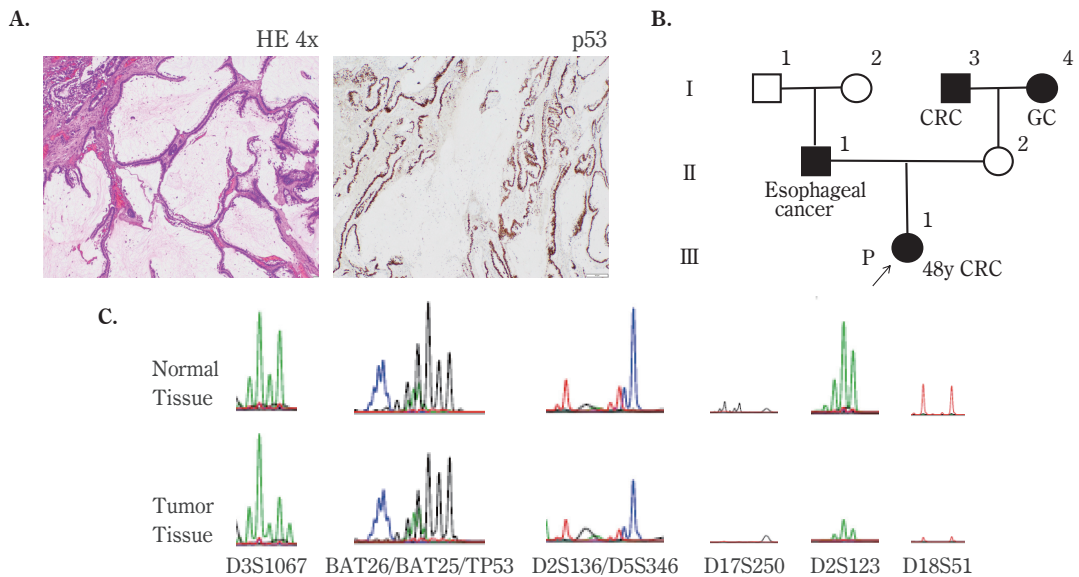 A.
HE 4x
p53
B.
1
2
3
4
I
CRC
GC
1
2
II
Esophageal
cancer
1
III
P
48y CRC
C.
Normal
Tissue
Tumor
Tissue
D3S1067
BAT26/BAT25/TP53
D2S136/D5S346
D17S250
D2S123
D18S51